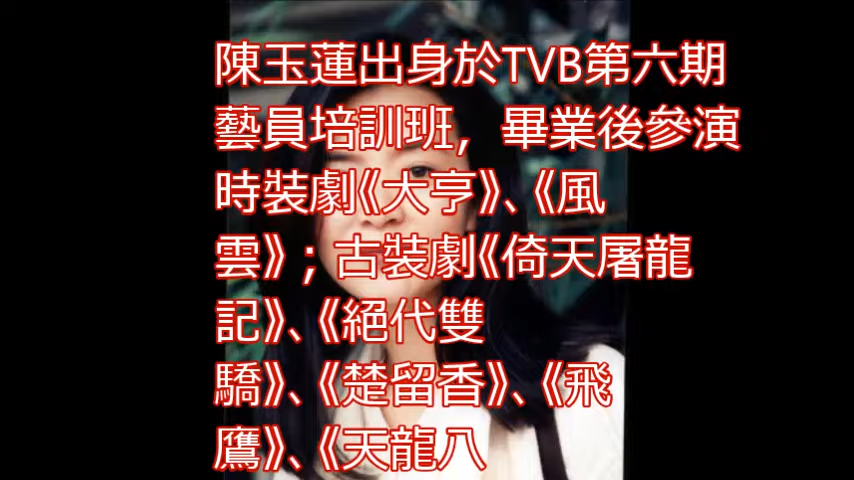 陳玉蓮出身於TVB第六期
藝員培訓班，畢業後參演
時裝劇《大亨》、《風
雲》；古裝劇《倚天屠龍
記》、《絕代雙
驕》、《楚留香》、《飛
鷹》、《天龍八